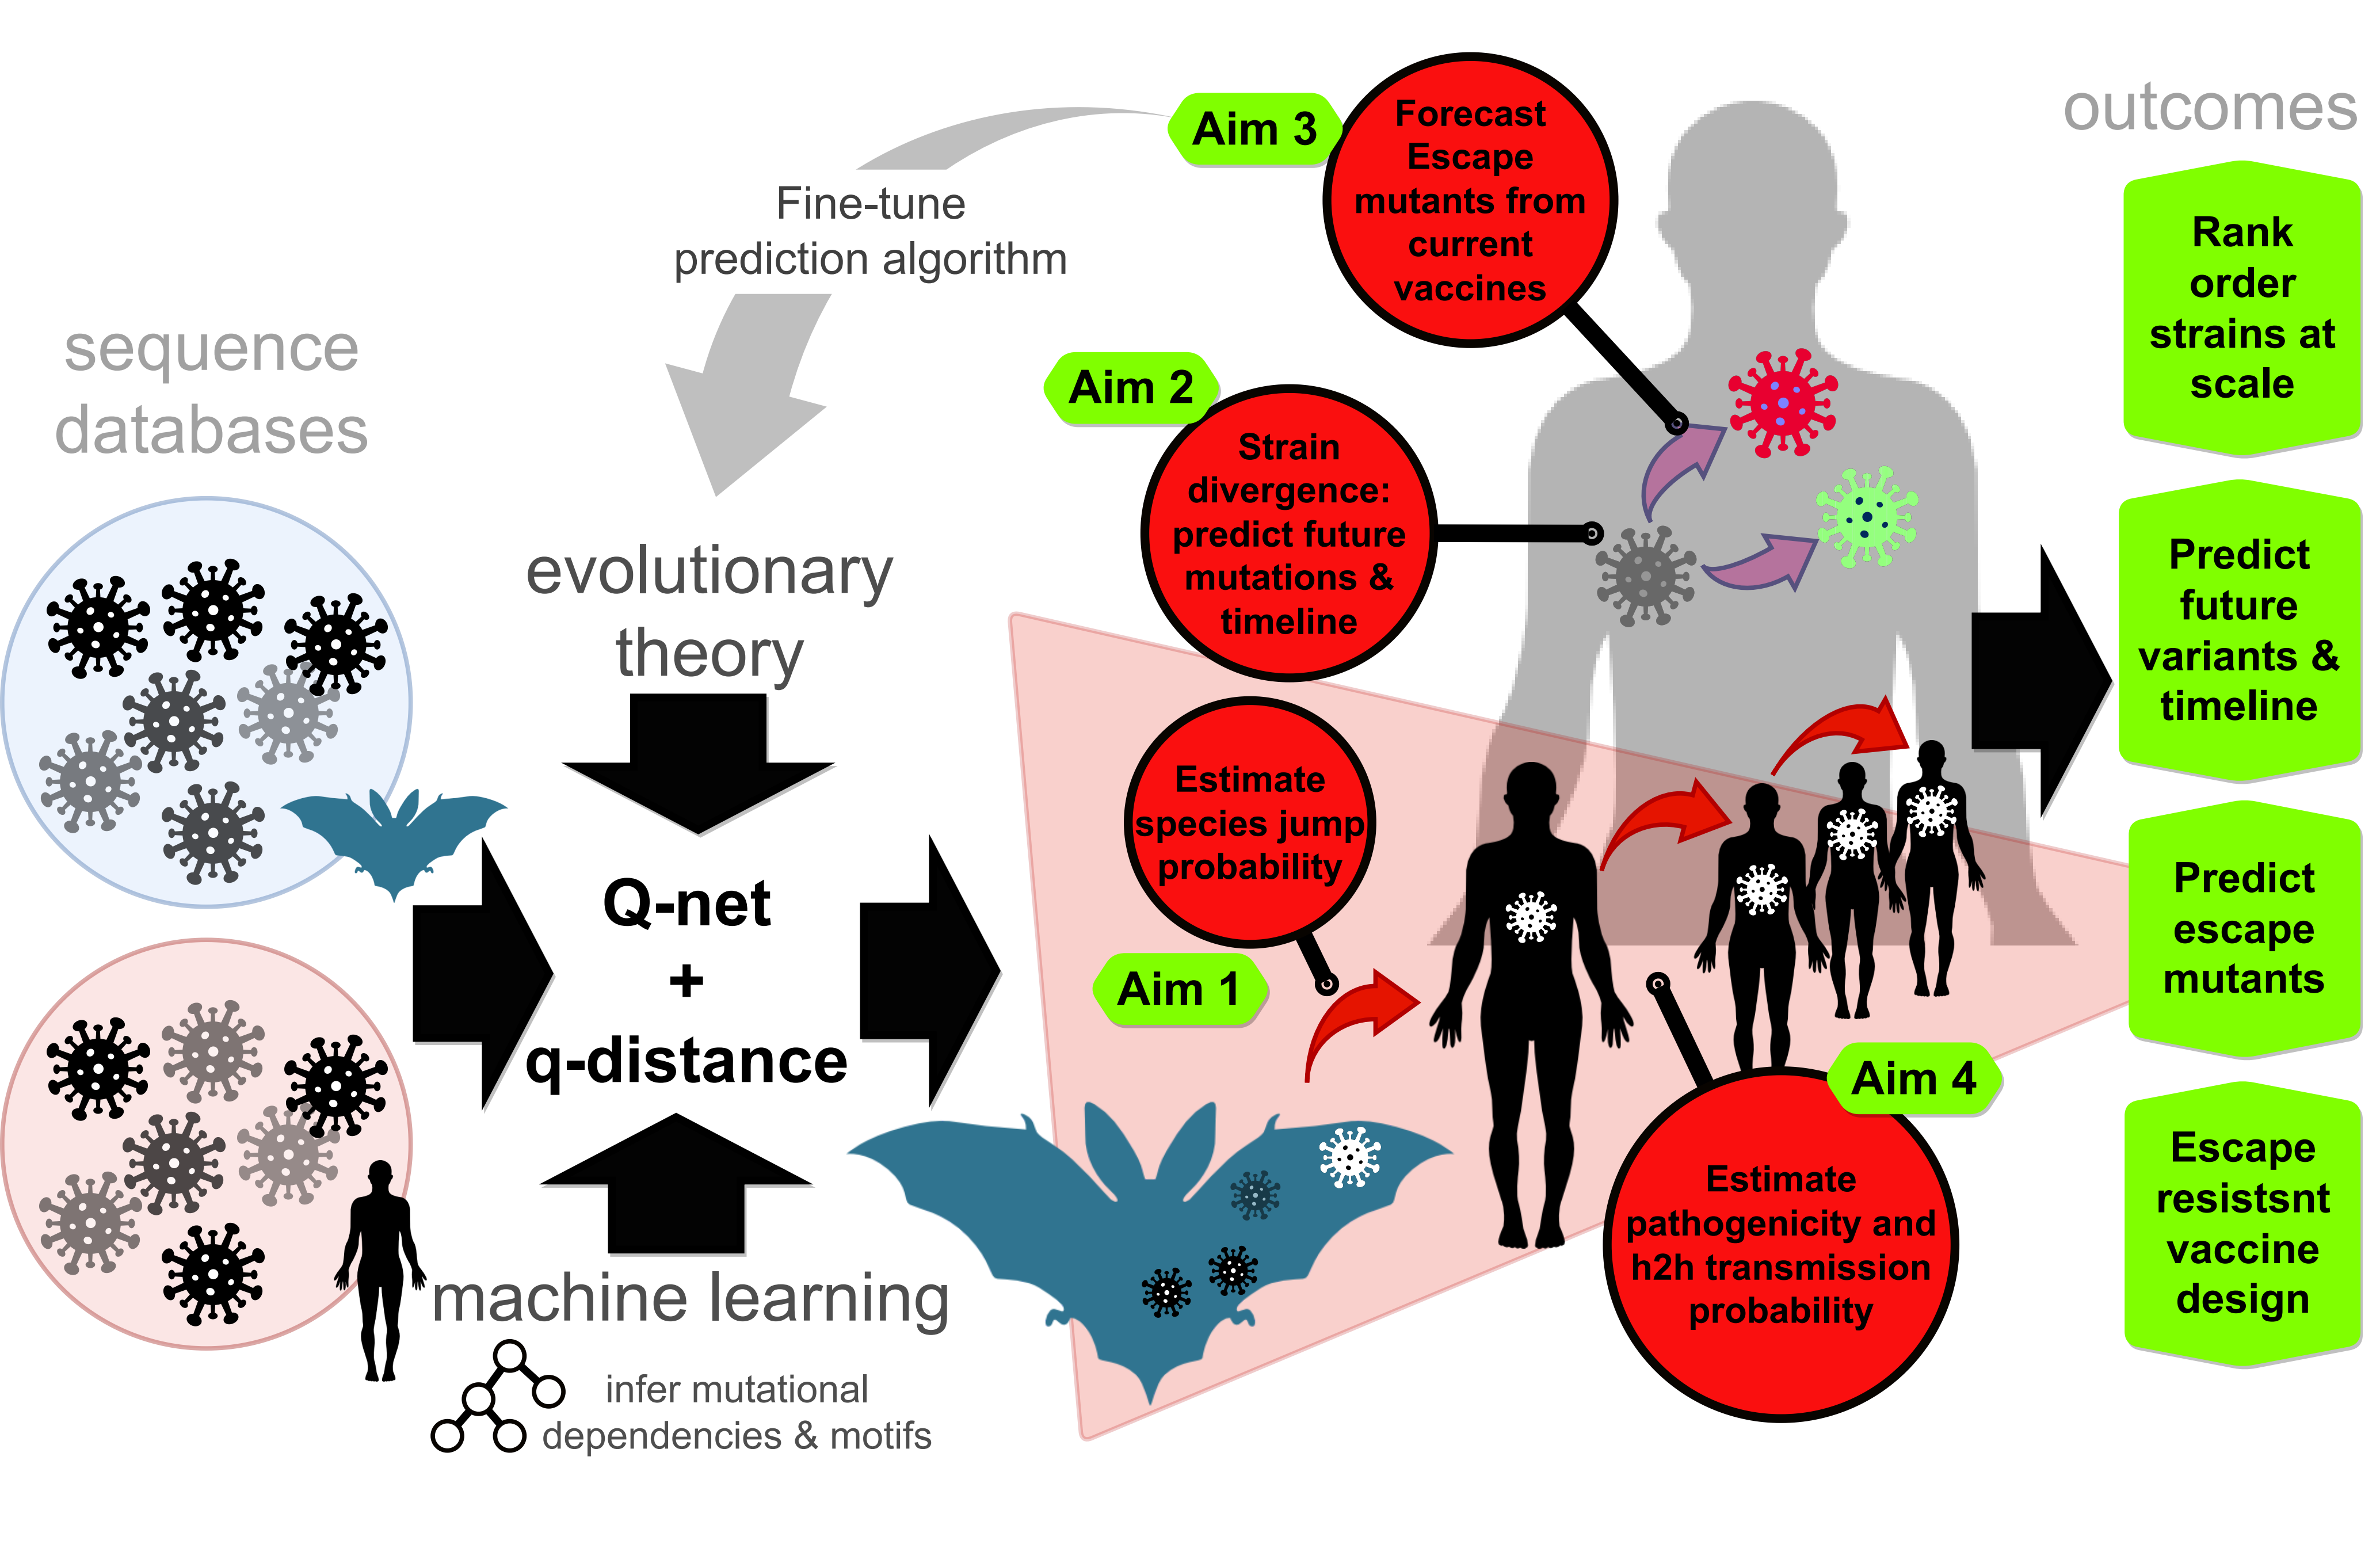 sequence
databases
Fine-tune
prediction algorithm
evolutionary
theory
Q-net
+
q-distance
machine learning
infer mutational
dependencies & motifs
Aim 3
Forecast
Escape
mutants from
current
vaccines
Aim 2
Strain
divergence:
predict future
mutations &
timeline
Estimate
species jump
probability
Aim 1
Aim 4
Estimate
pathogenicity and
h2h transmission
probability
outcomes
Rank
order
strains at
scale
Predict
future
variants &
timeline
Predict
escape
mutants
Escape
resistsnt
vaccine
design